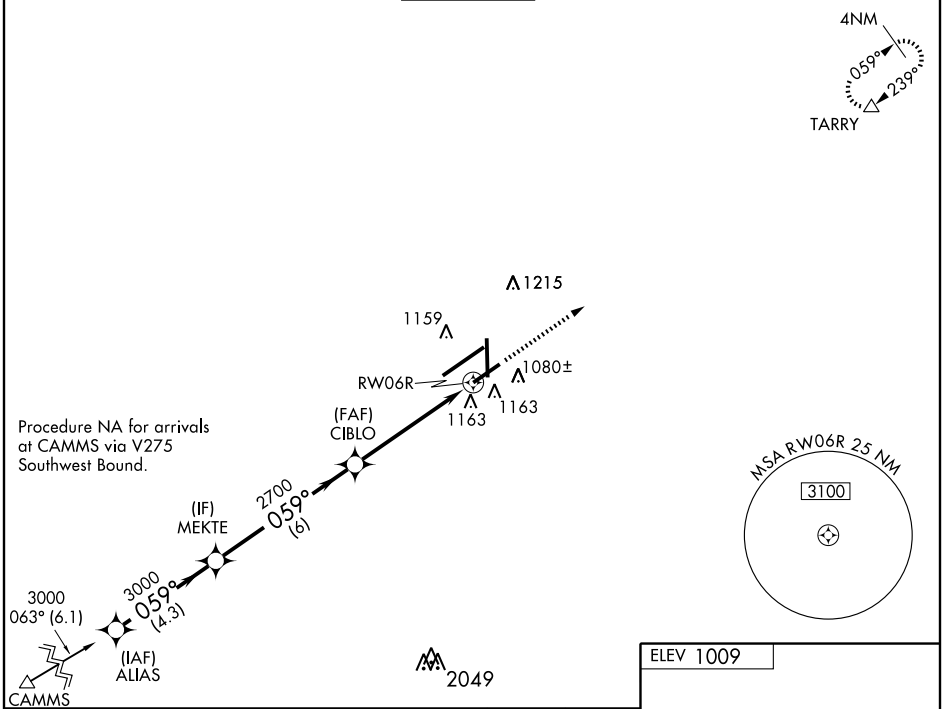 4NM
059°
239°
TARRY
1215
1159
1080±
RW06R
1163
1163
(FAF)
CIBLO
Procedure NA for arrivals
at CAMMS via V275
Southwest Bound.
MSA RW06R 25 NM
3100
2700
059°
(6)
(IF)
MEKTE
3000
059°
(4.3)
3000
063° (6.1)
(IAF)
ALIAS
CAMMS
2049
ELEV 1009